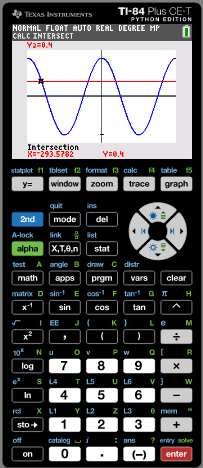 TEXAS INSTRUMENTS TI-84 Plus CE-T
PYTHON EDITION
NORMAL FLOAT AUTO REAL DEGREE MP
CALC INTERSECT
Y2=0.4
Intersection
X=-293.5782 Y=0.4
statplot f1 tblset f2 format f3 calc f4 table f5
y= window zoom trace graph
quit ins
2nd mode del
A-lock link list
alpha X,T,θ,n stat
test A angle B draw C distr
math apps prgm vars clear
matrix D sin⁻¹ E cos⁻¹ F tan⁻¹ G π H
x⁻¹ sin cos tan ^
√ I EE J { K } L e M
x² , ( ) ÷
10ˣ N u O v P w Q [ R
log 7 8 9 ×
eˣ S L4 T L5 U L6 V ] W
ln 4 5 6 −
rcl X L1 Y L2 Z L3 θ mem "
sto→ 1 2 3 +
off catalog ⎵ i : ans ? entry solve
on 0 . (−) enter